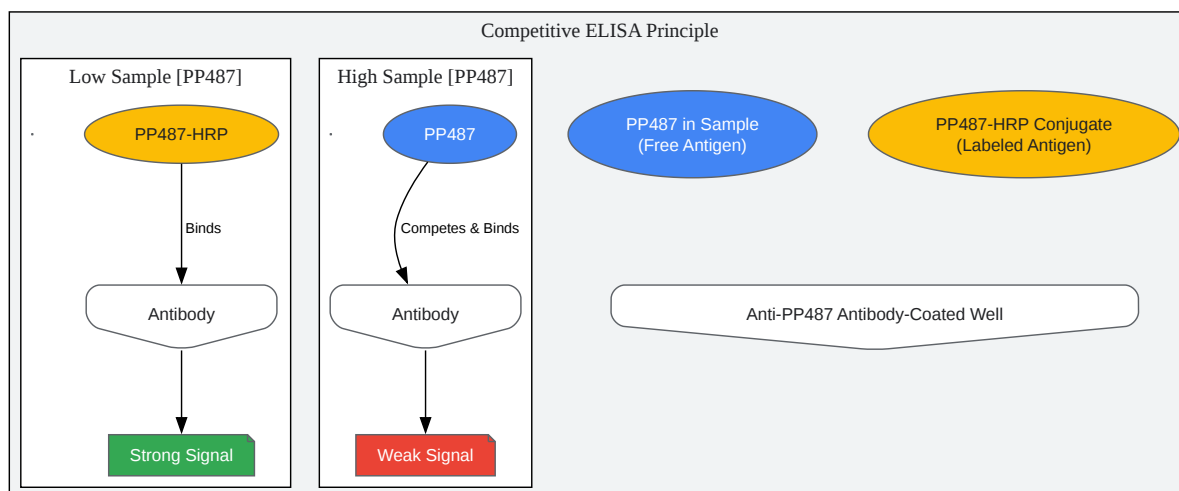 Competitive ELISA Principle
Low Sample [PP487]
High Sample [PP487]
PP487-HRP
PP487
PP487 in Sample
(Free Antigen)
PP487-HRP Conjugate
(Labeled Antigen)
Binds
Competes & Binds
Antibody
Antibody
Anti-PP487 Antibody-Coated Well
Strong Signal
Weak Signal